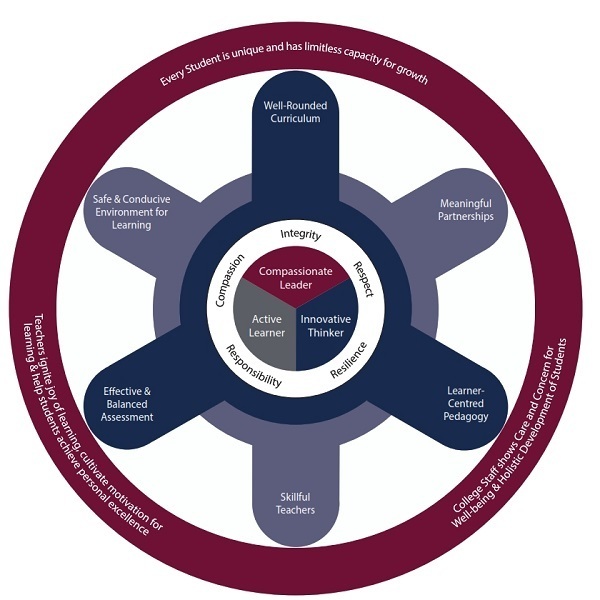 Every Student is unique and has limitless capacity for growth
Well-Rounded
Curriculum
Safe & Conducive
Environment for
Learning
Meaningful
Partnerships
Integrity
Compassion
Respect
Compassionate
Leader
Active
Learner
Innovative
Thinker
Responsibility
Resilience
Effective &
Balanced
Assessment
Learner-
Centred
Pedagogy
Skillful
Teachers
Teachers ignite joy of learning, cultivate motivation for
learning & help students achieve personal excellence
College Staff shows Care and Concern for
Well-being & Holistic Development of Students